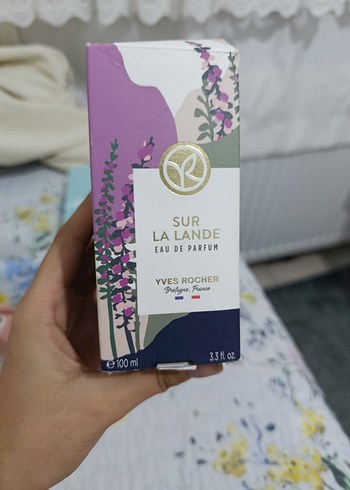 SUR
LA LANDE
EAU DE PARFUM
YVES ROCHER
Bretagne, France
℮ 100 ml
3.3 fl. oz.